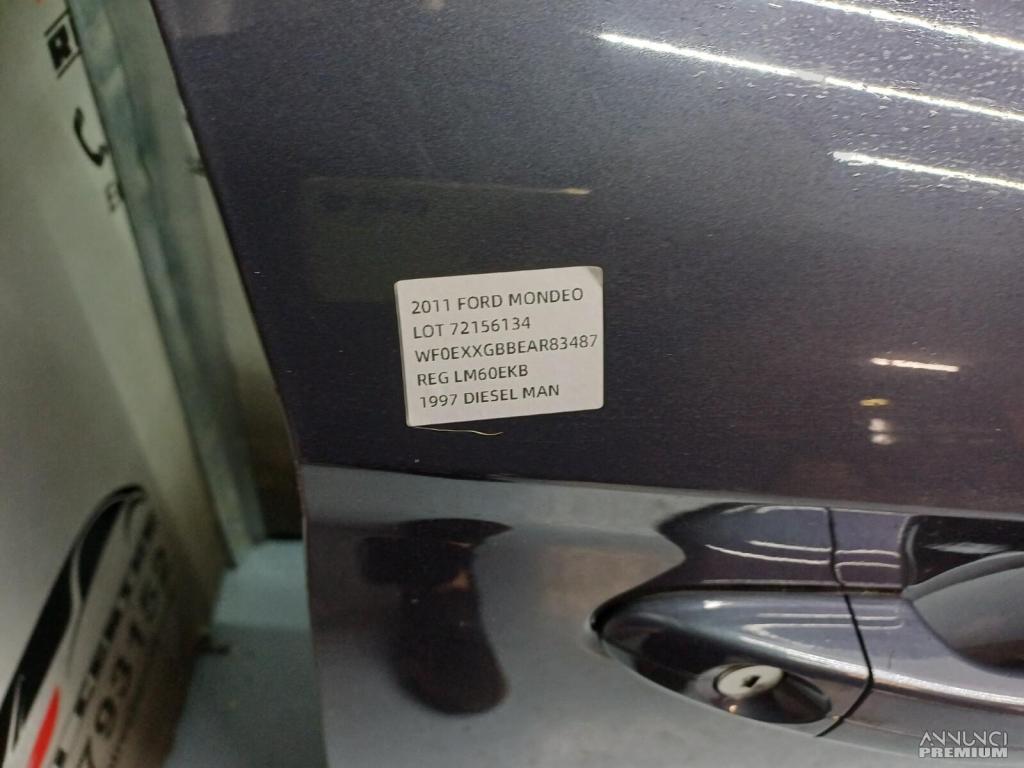 2011 FORD MONDEO
LOT 72156134
WF0EXXGBBEAR83487
REG LM60EKB
1997 DIESEL MAN
ANNUNCI
PREMIUM